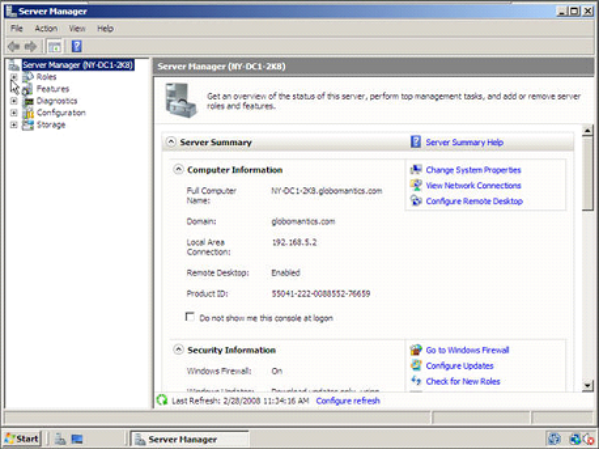 Server Manager
File Action View Help
Server Manager (NY-DC1-2K8)
Roles
Features
Diagnostics
Configuration
Storage
Server Manager (NY-DC1-2K8)
Get an overview of the status of this server, perform top management tasks, and add or remove server
roles and features.
Server Summary
Server Summary Help
Computer Information
Full Computer
Name:
NY-DC1-2K8.globomantics.com
Domain:
globomantics.com
Local Area
Connection:
192.168.5.2
Remote Desktop:
Enabled
Product ID:
55041-222-0088552-76659
Do not show me this console at logon
Change System Properties
View Network Connections
Configure Remote Desktop
Security Information
Windows Firewall:
On
Windows Updates:
Download updates only, using
Go to Windows Firewall
Configure Updates
Check for New Roles
Last Refresh: 2/28/2008 11:34:16 AM Configure refresh
Start
Server Manager